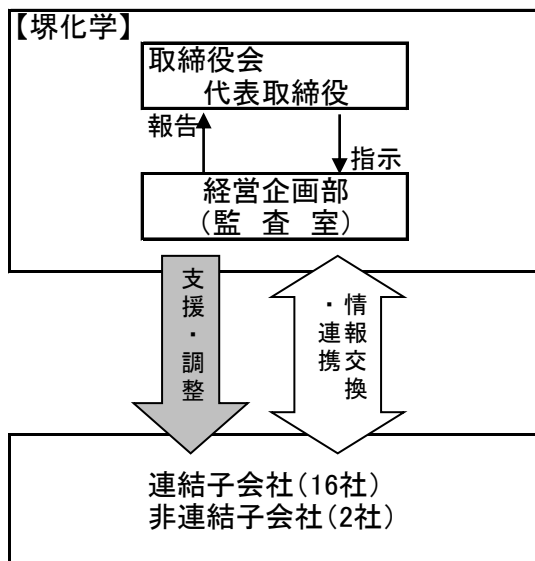 【堺化学】
取締役会
代表取締役
報告
指示
経営企画部
(監 査 室)
支援・調整
情報交換
・連携
連結子会社(16社)
非連結子会社(2社)